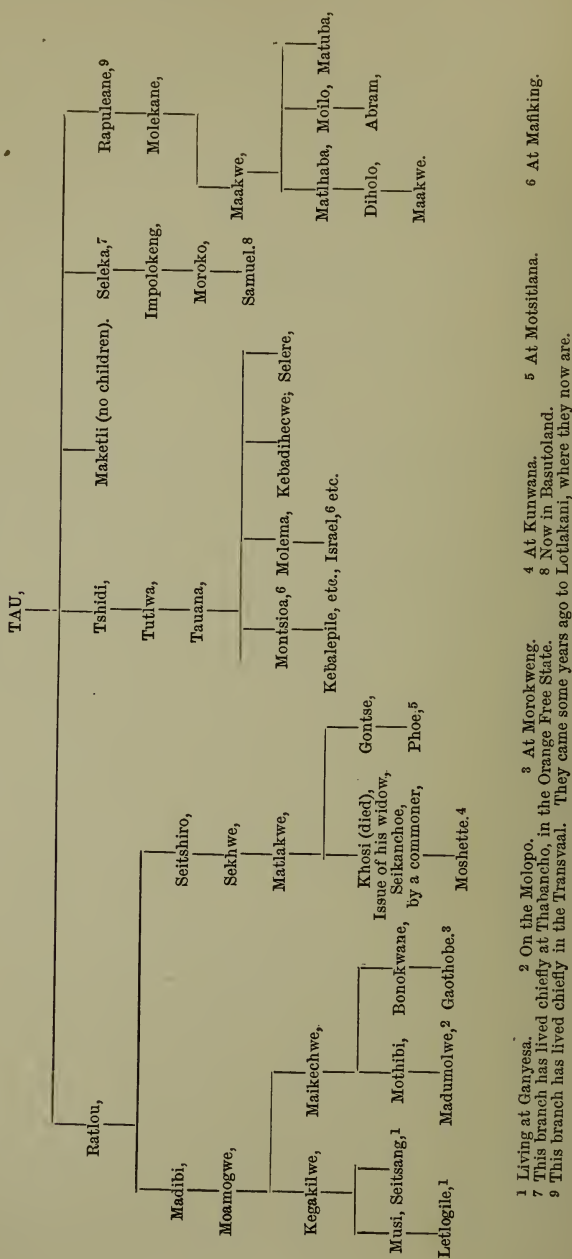 TAU,
Ratlou, Tshidi, Maketli (no children). Seleka,7 Rapuleane,9
Madibi, Seitshiro, Tutlwa, Impolokeng, Molekane,
Moamogwe, Sekhwe, Tauana, Moroko,
Matlakwe, Samuel.8 Maakwe,
Kegakilwe, Maikechwe, Montsioa,6 Molema, Kebadihecwe; Selere, Matlhaba, Moilo, Matuba,
Khosi (died), Gontse, Kebalepile, etc., Israel,6 etc. Diholo, Abram,
Issue of his widow,
Seikanchoe, Phoe,5 Maakwe.
by a commoner,
Musi, Seitsang,1 Mothibi, Bonokwane,
Letlogile,1 Madumolwe,2 Gaothobe.3 Moshette.4
1 Living at Ganyesa. 2 On the Molopo. 3 At Morokweng. 4 At Kunwana. 5 At Motsitlana. 6 At Mafiking.
7 This branch has lived chiefly at Thabancho, in the Orange Free State. 8 Now in Basutoland.
9 This branch has lived chiefly in the Transvaal. They came some years ago to Lotlakani, where they now are.